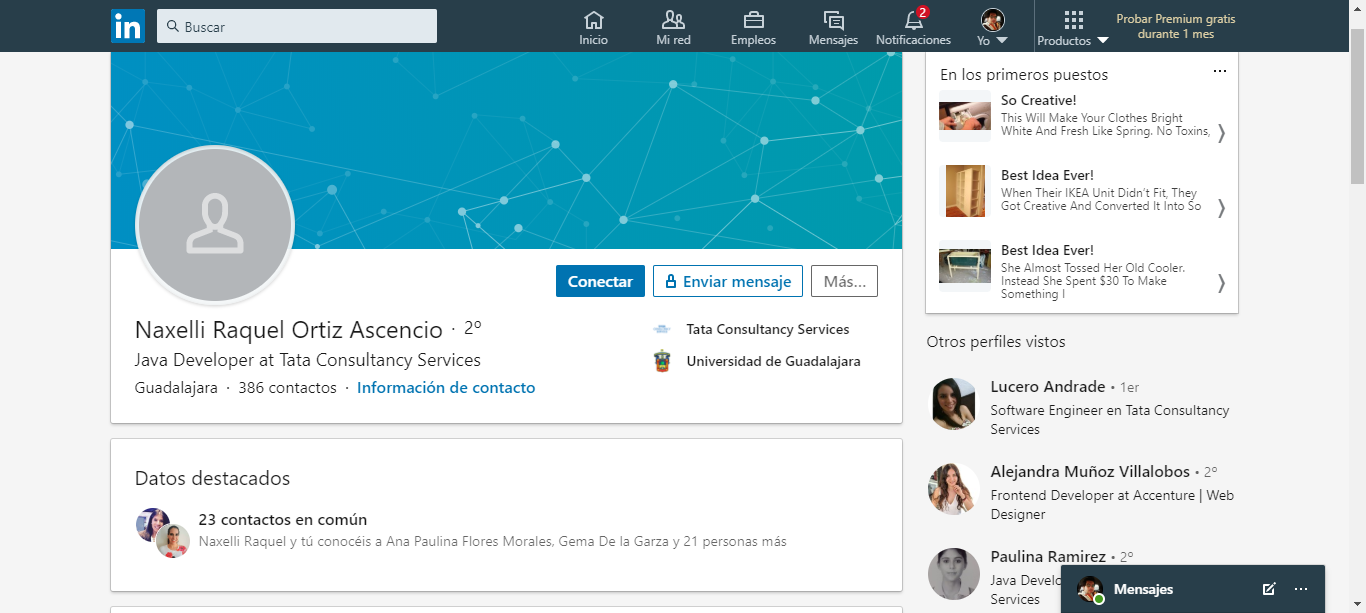 in
Buscar
Inicio
Mi red
Empleos
Mensajes
2
Notificaciones
Yo
Productos
Probar Premium gratis
durante 1 mes
Conectar
Enviar mensaje
Más...
Naxelli Raquel Ortiz Ascencio · 2º
Java Developer at Tata Consultancy Services
Guadalajara · 386 contactos · Información de contacto
Tata Consultancy Services
Universidad de Guadalajara
Datos destacados
23 contactos en común
Naxelli Raquel y tú conocéis a Ana Paulina Flores Morales, Gema De la Garza y 21 personas más
En los primeros puestos
So Creative!
This Will Make Your Clothes Bright
White And Fresh Like Spring. No Toxins,
Best Idea Ever!
When Their IKEA Unit Didn't Fit, They
Got Creative And Converted It Into So
Best Idea Ever!
She Almost Tossed Her Old Cooler.
Instead She Spent $30 To Make
Something I
Otros perfiles vistos
Lucero Andrade • 1er
Software Engineer en Tata Consultancy
Services
Alejandra Muñoz Villalobos • 2º
Frontend Developer at Accenture | Web
Designer
Paulina Ramirez • 2º
Java Develo
Services
Mensajes